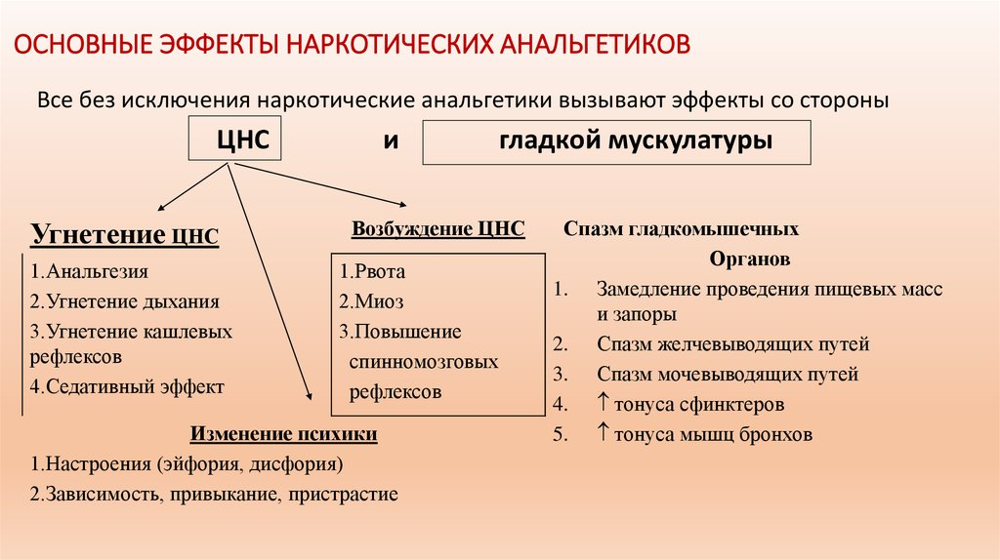 ОСНОВНЫЕ ЭФФЕКТЫ НАРКОТИЧЕСКИХ АНАЛЬГЕТИКОВ
Все без исключения наркотические анальгетики вызывают эффекты со стороны
ЦНС и гладкой мускулатуры
Угнетение ЦНС
1.Анальгезия
2.Угнетение дыхания
3.Угнетение кашлевых
рефлексов
4.Седативный эффект
Возбуждение ЦНС
1.Рвота
2.Миоз
3.Повышение
спинномозговых
рефлексов
Изменение психики
1.Настроения (эйфория, дисфория)
2.Зависимость, привыкание, пристрастие
Спазм гладкомышечных
Органов
1. Замедление проведения пищевых масс
и запоры
2. Спазм желчевыводящих путей
3. Спазм мочевыводящих путей
4. ↑ тонуса сфинктеров
5. ↑ тонуса мышц бронхов